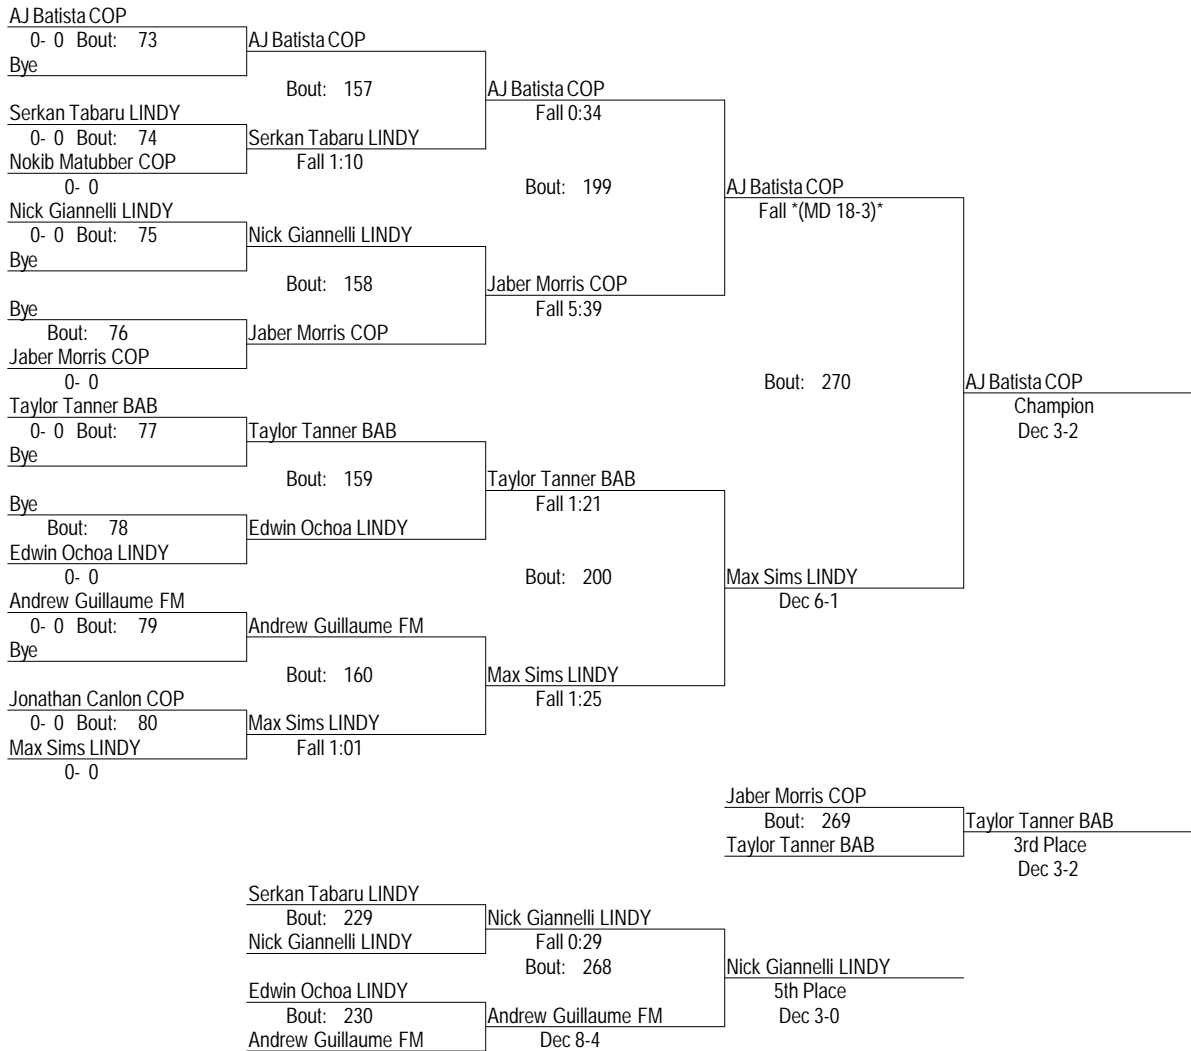 AJ Batista COP
0- 0 Bout: 73
Bye
AJ Batista COP
Bout: 157
Serkan Tabaru LINDY
0- 0 Bout: 74
Nokib Matubber COP
0- 0
Serkan Tabaru LINDY
Fall 1:10
AJ Batista COP
Fall 0:34
Bout: 199
Nick Giannelli LINDY
0- 0 Bout: 75
Bye
Nick Giannelli LINDY
Bout: 158
Bye
Bout: 76
Jaber Morris COP
0- 0
Jaber Morris COP
Jaber Morris COP
Fall 5:39
AJ Batista COP
Fall *(MD 18-3)*
Bout: 270
Taylor Tanner BAB
0- 0 Bout: 77
Bye
Taylor Tanner BAB
Bout: 159
Bye
Bout: 78
Edwin Ochoa LINDY
0- 0
Edwin Ochoa LINDY
Taylor Tanner BAB
Fall 1:21
Bout: 200
Andrew Guillaume FM
0- 0 Bout: 79
Bye
Andrew Guillaume FM
Bout: 160
Jonathan Canlon COP
0- 0 Bout: 80
Max Sims LINDY
0- 0
Max Sims LINDY
Fall 1:01
Max Sims LINDY
Fall 1:25
Max Sims LINDY
Dec 6-1
AJ Batista COP
Champion
Dec 3-2
Jaber Morris COP
Bout: 269
Taylor Tanner BAB
Taylor Tanner BAB
3rd Place
Dec 3-2
Serkan Tabaru LINDY
Bout: 229
Nick Giannelli LINDY
Nick Giannelli LINDY
Fall 0:29
Bout: 268
Edwin Ochoa LINDY
Bout: 230
Andrew Guillaume FM
Andrew Guillaume FM
Dec 8-4
Nick Giannelli LINDY
5th Place
Dec 3-0